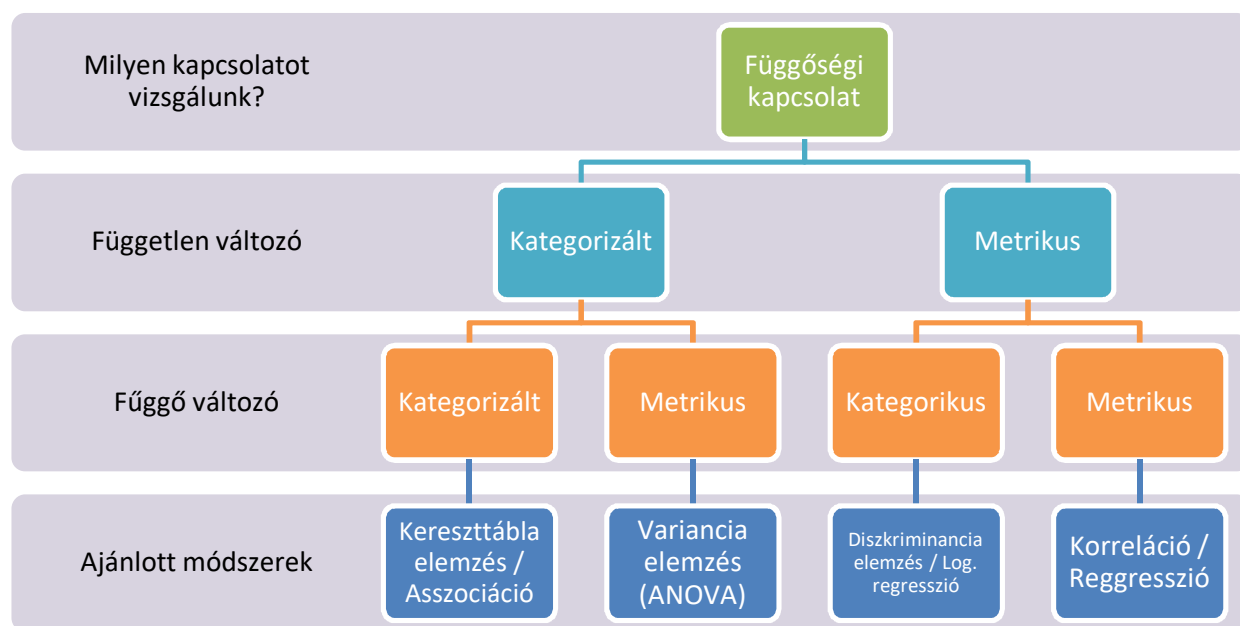 Milyen kapcsolatot
vizsgálunk?
Függőségi
kapcsolat
Független változó
Kategorizált
Metrikus
Fűggő változó
Kategorizált
Metrikus
Kategorikus
Metrikus
Ajánlott módszerek
Kereszttábla
elemzés /
Asszociáció
Variancia
elemzés
(ANOVA)
Diszkriminancia
elemzés / Log.
regresszió
Korreláció /
Reggresszió